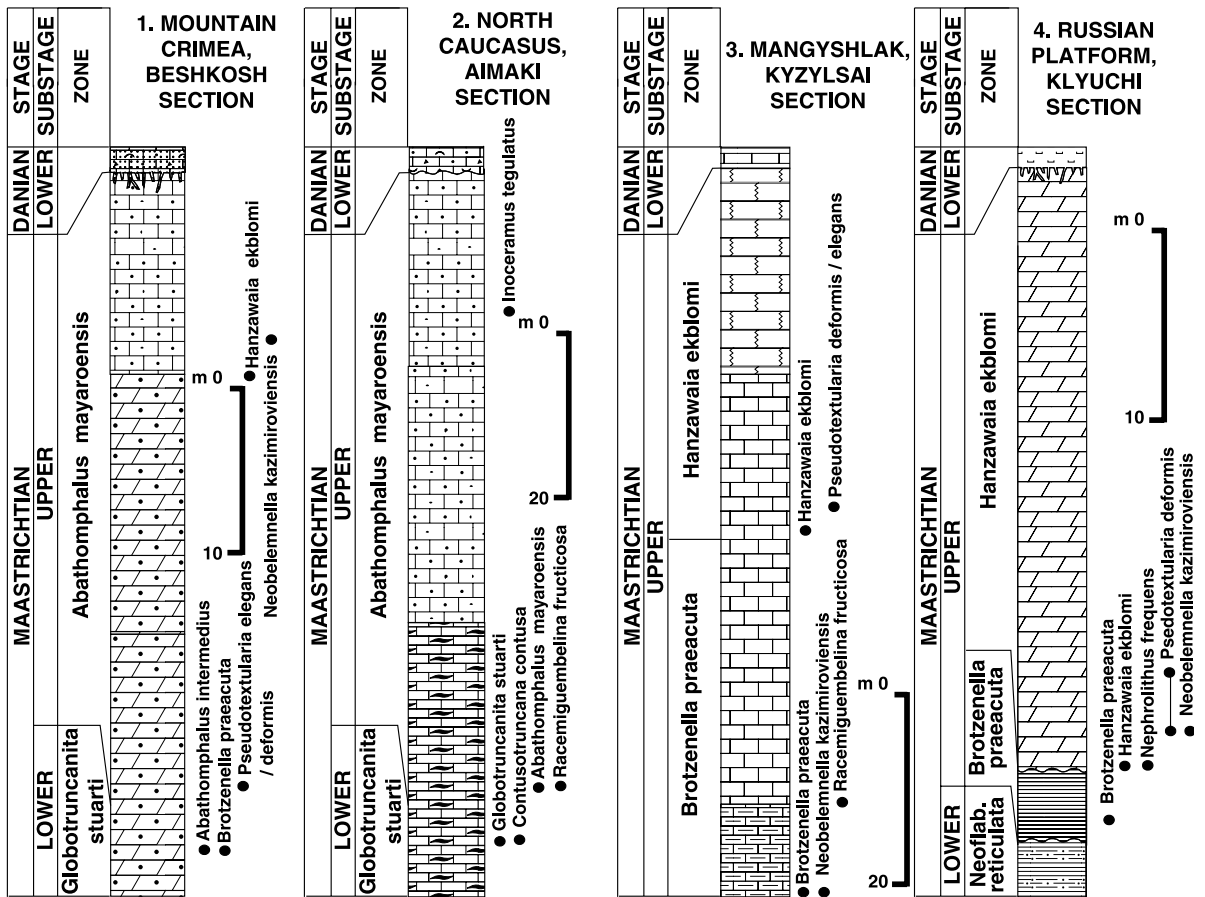 1. MOUNTAIN
CRIMEA,
BESHKOSH
SECTION
STAGE
SUBSTAGE
ZONE
DANIAN
LOWER
MAASTRICHTIAN
UPPER
LOWER
Abathomphalus mayaroensis
Globotruncanita
stuarti
m 0
10
Abathomphalus intermedius
Brotzenella praeacuta
Pseudotextularia elegans
/ deformis
Hanzawaia ekblomi
Neobelemnella kazimiroviensis
2. NORTH
CAUCASUS,
AIMAKI
SECTION
STAGE
SUBSTAGE
ZONE
DANIAN
LOWER
MAASTRICHTIAN
UPPER
LOWER
Abathomphalus mayaroensis
Globotruncanita
stuarti
m 0
20
Inoceramus tegulatus
Globotruncanita stuarti
Contusotruncana contusa
Abathomphalus mayaroensis
Racemiguembelina fructicosa
3. MANGYSHLAK,
KYZYLSAI
SECTION
STAGE
SUBSTAGE
ZONE
DANIAN
LOWER
MAASTRICHTIAN
UPPER
Hanzawaia ekblomi
Brotzenella praeacuta
m 0
20
Brotzenella praeacuta
Neobelemnella kazimiroviensis
Racemiguembelina fructicosa
Hanzawaia ekblomi
Pseudotextularia deformis / elegans
4. RUSSIAN
PLATFORM,
KLYUCHI
SECTION
STAGE
SUBSTAGE
ZONE
DANIAN
LOWER
MAASTRICHTIAN
UPPER
LOWER
Hanzawaia ekblomi
Brotzenella
praeacuta
Neoflab.
reticulata
m 0
10
Brotzenella praeacuta
Hanzawaia ekblomi
Nephrolithus frequens
Psedotextularia deformis
Neobelemnella kazimiroviensis